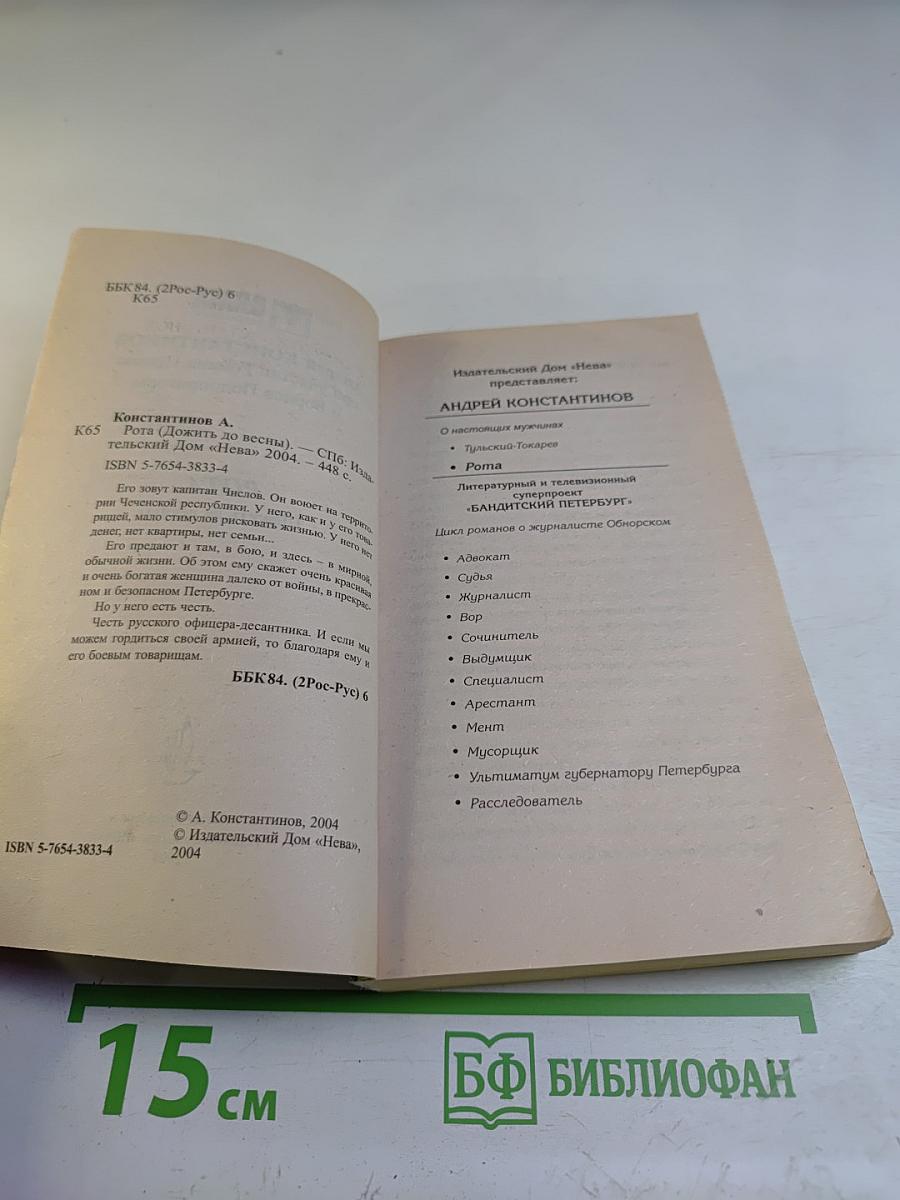 ББК 84. (2Рос-Рус) 6
К65
Константинов А.
К65 Рота (Дожить до весны). — СПб: Изда-
тельский Дом «Нева» 2004. – 448 с.
ISBN 5-7654-3833-4
Его зовут капитан Числов. Он воюет на террито-
рии Чеченской республики. У него, как и у его това-
рищей, мало стимулов рисковать жизнью. У него нет
денег, нет квартиры, нет семьи...
Его предают и там, в бою, и здесь – в мирной,
обычной жизни. Об этом ему скажет очень красивая
и очень богатая женщина далеко от войны, в прекрас-
ном и безопасном Петербурге.
Но у него есть честь.
Честь русского офицера-десантника. И если мы
можем гордиться своей армией, то благодаря ему и
его боевым товарищам.
ББК 84. (2Рос-Рус) 6
© А. Константинов, 2004
© Издательский Дом «Нева»,
2004
ISBN 5-7654-3833-4
Издательский Дом «Нева»
представляет:
АНДРЕЙ КОНСТАНТИНОВ
О настоящих мужчинах
• Тульский-Токарев
• Рота
Литературный и телевизионный
суперпроект
«БАНДИТСКИЙ ПЕТЕРБУРГ»
Цикл романов о журналисте Обнорском
• Адвокат
• Судья
• Журналист
• Вор
• Сочинитель
• Выдумщик
• Специалист
• Арестант
• Мент
• Мусорщик
• Ультиматум губернатору Петербурга
• Расследователь
15 см
БФ БИБЛИОФАН